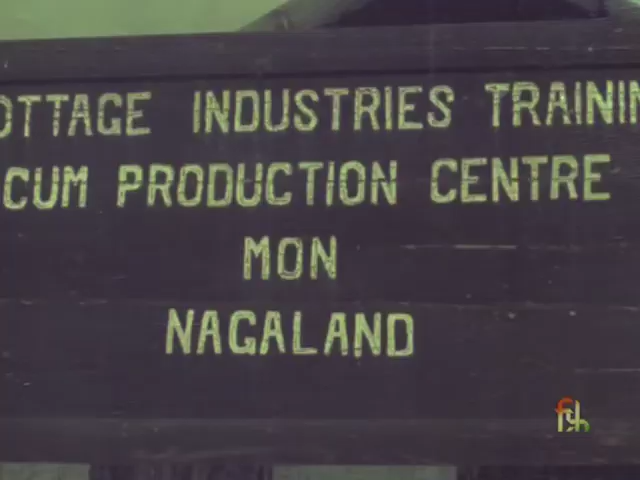 OTTAGE INDUSTRIES TRAININ
CUM PRODUCTION CENTRE
MON
NAGALAND